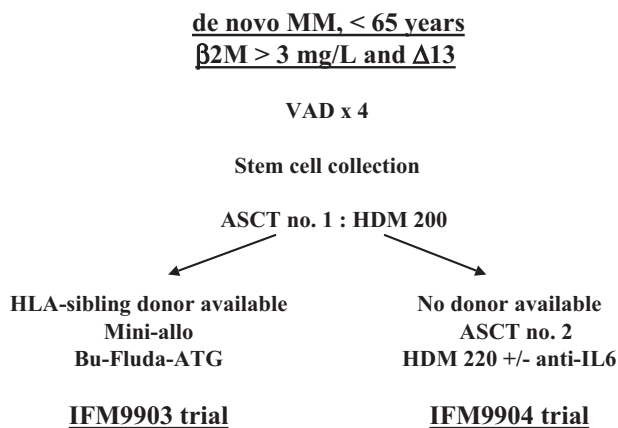 de novo MM, < 65 years
β2M > 3 mg/L and Δ13
VAD x 4
Stem cell collection
ASCT no. 1 : HDM 200
HLA-sibling donor available
Mini-allo
Bu-Fluda-ATG
IFM9903 trial
No donor available
ASCT no. 2
HDM 220 +/- anti-IL6
IFM9904 trial